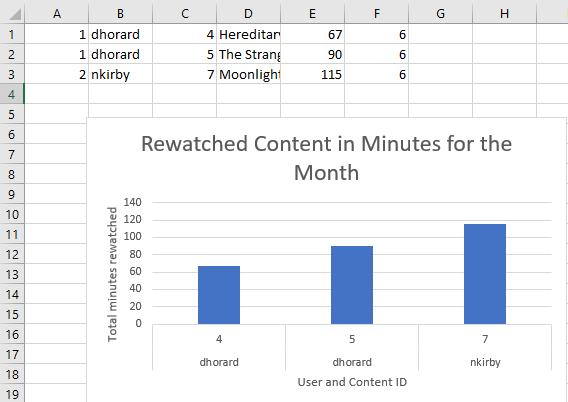 A B C D E F G H
1 1 dhorard 4 Hereditary 67 6
2 1 dhorard 5 The Strang 90 6
3 2 nkirby 7 Moonlight 115 6
4
5
6
7
8
9
10
11
12
13
14
15
16
17
18
19
Rewatched Content in Minutes for the
Month
Total minutes rewatched
140
120
100
80
60
40
20
0
4 5 7
dhorard dhorard nkirby
User and Content ID